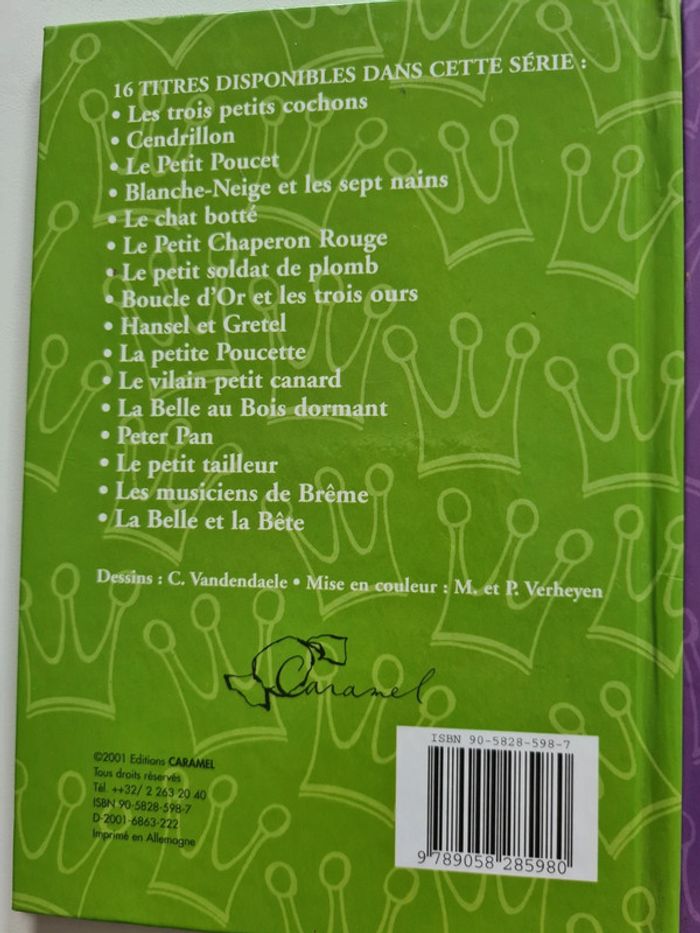 16 TITRES DISPONIBLES DANS CETTE SÉRIE :
• Les trois petits cochons
• Cendrillon
• Le Petit Poucet
• Blanche-Neige et les sept nains
• Le chat botté
• Le Petit Chaperon Rouge
• Le petit soldat de plomb
• Boucle d'Or et les trois ours
• Hansel et Gretel
• La petite Poucette
• Le vilain petit canard
• La Belle au Bois dormant
• Peter Pan
• Le petit tailleur
• Les musiciens de Brême
• La Belle et la Bête
Dessins : C. Vandendaele • Mise en couleur : M. et P. Verheyen
Caramel
©2001 Editions CARAMEL
Tous droits réservés
Tél. ++32/ 2 263 20 40
ISBN 90-5828-598-7
D-2001-6863-222
Imprimé en Allemagne
ISBN 90-5828-598-7
9 789058 285980